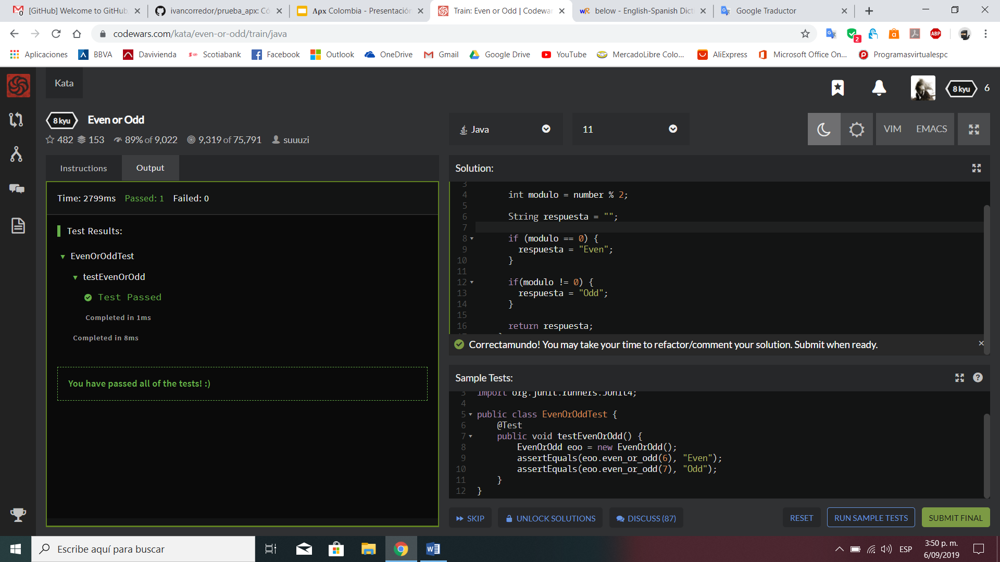 [GitHub] Welcome to GitHub,
ivancorredor/prueba_apx: Có
Λρχ Colombia - Presentación
Train: Even or Odd | Codewar
below - English-Spanish Dict
Google Traductor
codewars.com/kata/even-or-odd/train/java
Aplicaciones BBVA Davivienda Scotiabank Facebook Outlook OneDrive Gmail Google Drive YouTube MercadoLibre Colo... AliExpress Microsoft Office On... Programasvirtualespc
Kata
8 kyu 6
8 kyu Even or Odd
482 153 89% of 9,022 9,319 of 75,791 suuuzi
Java 11 VIM EMACS
Instructions Output
Time: 2799ms Passed: 1 Failed: 0
Test Results:
EvenOrOddTest
testEvenOrOdd
Test Passed
Completed in 1ms
Completed in 8ms
You have passed all of the tests! :)
Solution:
3
4 int modulo = number % 2;
5
6 String respuesta = "";
7
8 if (modulo == 0) {
9 respuesta = "Even";
10 }
11
12 if(modulo != 0) {
13 respuesta = "Odd";
14 }
15
16 return respuesta;
Correctamundo! You may take your time to refactor/comment your solution. Submit when ready.
Sample Tests:
3 import org.junit.runners.JUnit4;
4
5 public class EvenOrOddTest {
6 @Test
7 public void testEvenOrOdd() {
8 EvenOrOdd eoo = new EvenOrOdd();
9 assertEquals(eoo.even_or_odd(6), "Even");
10 assertEquals(eoo.even_or_odd(7), "Odd");
11 }
12 }
SKIP UNLOCK SOLUTIONS DISCUSS (87) RESET RUN SAMPLE TESTS SUBMIT FINAL
Escribe aquí para buscar
ESP
3:50 p. m.
6/09/2019